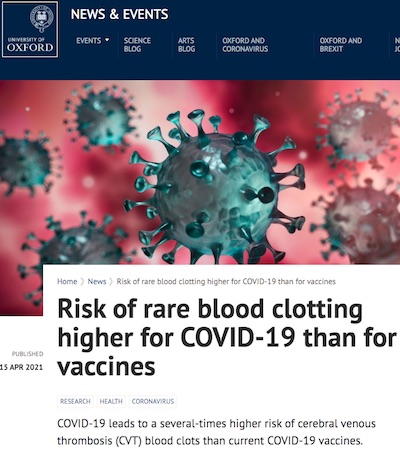 UNIVERSITY OF
OXFORD
NEWS & EVENTS
EVENTS
SCIENCE BLOG
ARTS BLOG
OXFORD AND CORONAVIRUS
OXFORD AND BREXIT
Home 〉 News 〉 Risk of rare blood clotting higher for COVID-19 than for vaccines
Risk of rare blood clotting
higher for COVID-19 than for
vaccines
PUBLISHED
15 APR 2021
RESEARCH HEALTH CORONAVIRUS
COVID-19 leads to a several-times higher risk of cerebral venous
thrombosis (CVT) blood clots than current COVID-19 vaccines.